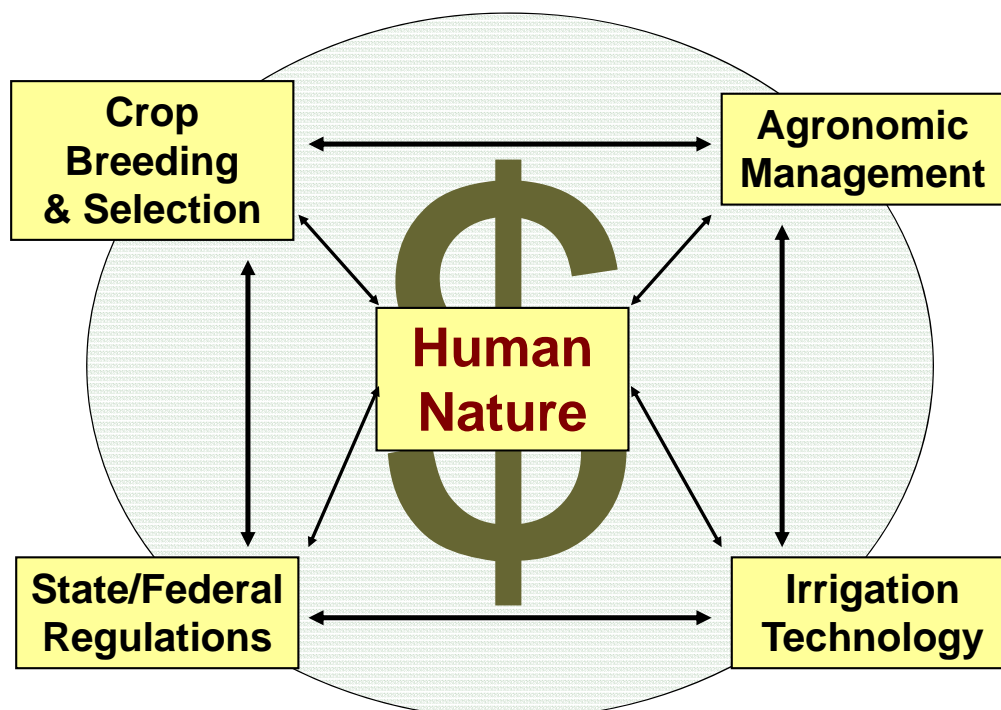 Crop
Breeding
& Selection
Agronomic
Management
$
Human
Nature
State/Federal
Regulations
Irrigation
Technology